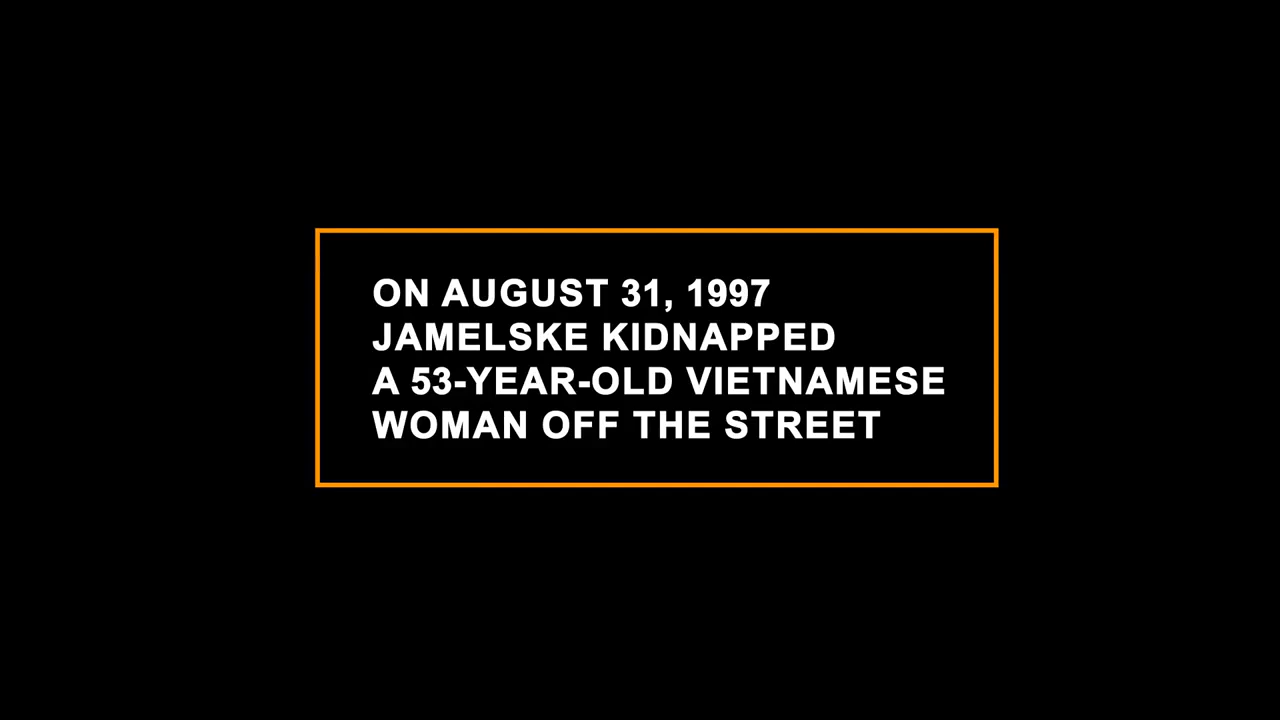 ON AUGUST 31, 1997
JAMELSKE KIDNAPPED
A 53-YEAR-OLD VIETNAMESE
WOMAN OFF THE STREET